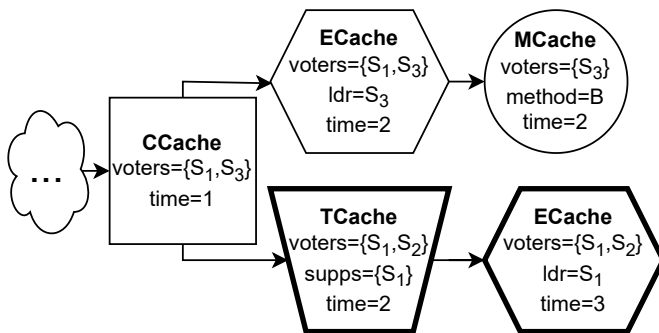 ...
CCache
voters={S₁,S₃}
time=1
ECache
voters={S₁,S₃}
ldr=S₃
time=2
MCache
voters={S₃}
method=B
time=2
TCache
voters={S₁,S₂}
supps={S₁}
time=2
ECache
voters={S₁,S₂}
ldr=S₁
time=3